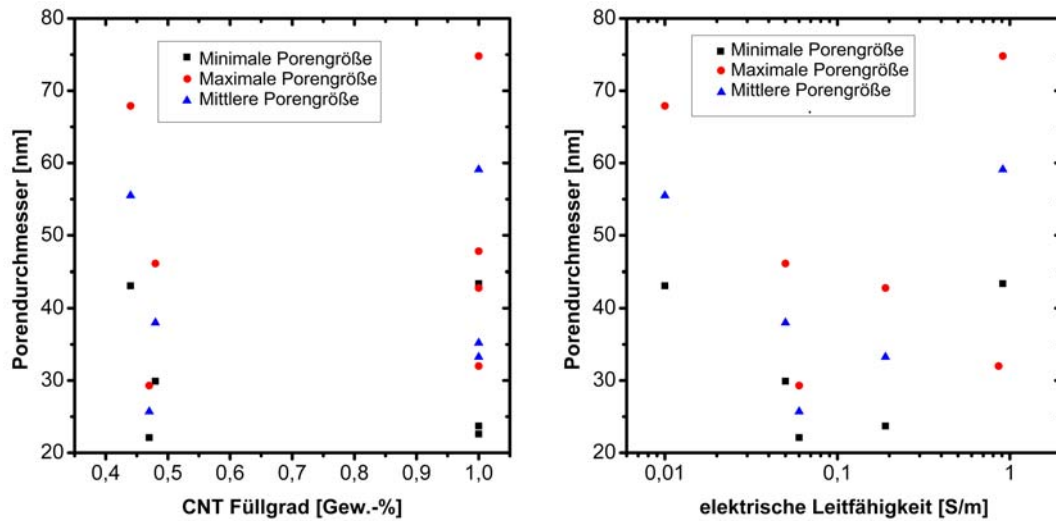 80
70
60
50
40
30
20
Porendurchmesser [nm]
Minimale Porengröße
Maximale Porengröße
Mittlere Porengröße
0,4 0,5 0,6 0,7 0,8 0,9 1,0
CNT Füllgrad [Gew.-%]
80
70
60
50
40
30
20
Porendurchmesser [nm]
Minimale Porengröße
Maximale Porengröße
Mittlere Porengröße
0,01 0,1 1
elektrische Leitfähigkeit [S/m]